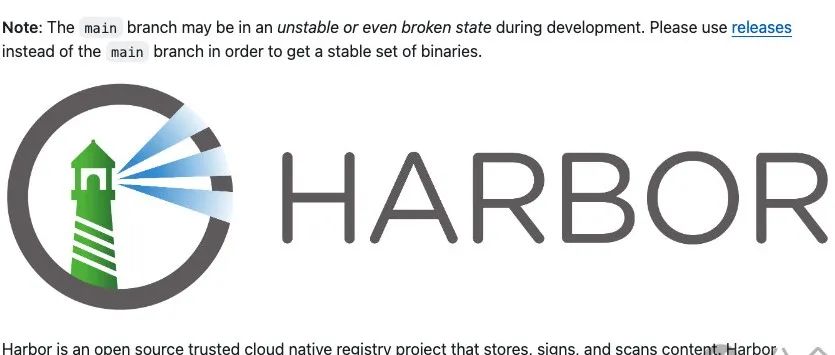 Note: The main branch may be in an unstable or even broken state during development. Please use releases
instead of the main branch in order to get a stable set of binaries.
HARBOR
Harbor is an open source trusted cloud native registry project that stores, signs, and scans content. Harbor